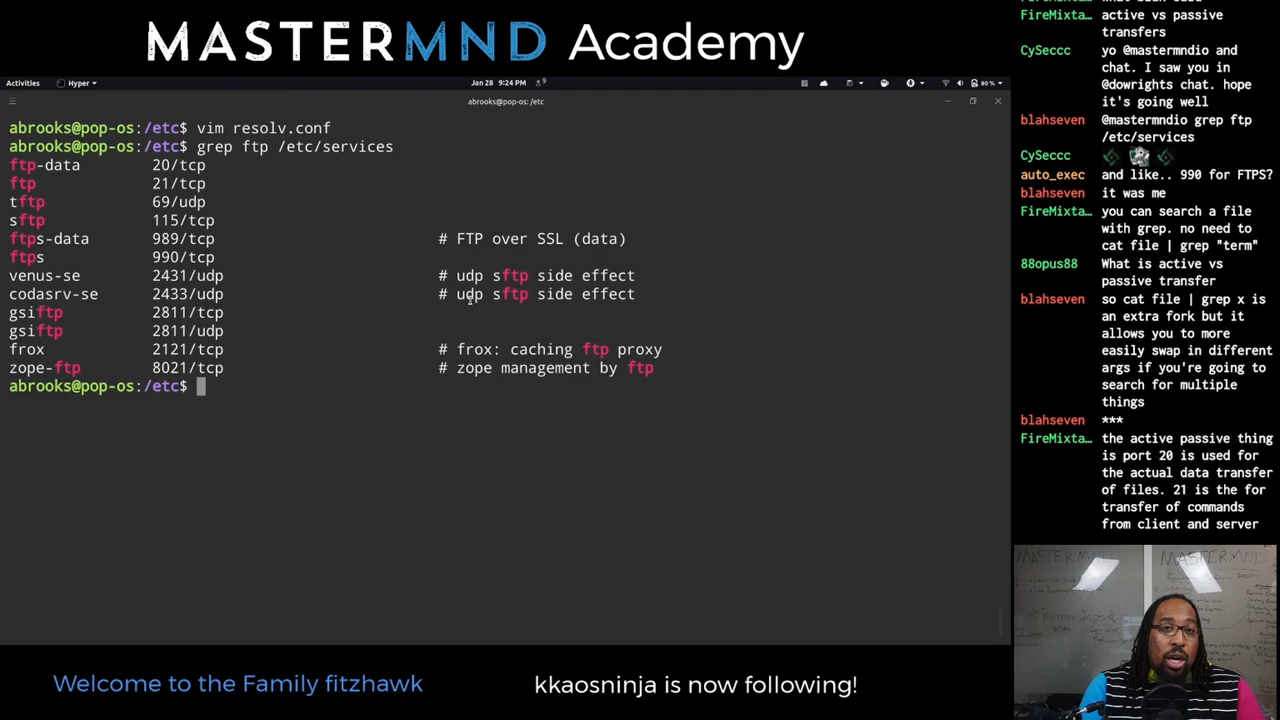 MASTERMND Academy
Activities
Hyper
Jan 28 9:24 PM
9
80 %
abrooks@pop-os: /etc
abrooks@pop-os:/etc$ vim resolv.conf
abrooks@pop-os:/etc$ grep ftp /etc/services
ftp-data 20/tcp
ftp 21/tcp
tftp 69/udp
sftp 115/tcp
ftps-data 989/tcp # FTP over SSL (data)
ftps 990/tcp
venus-se 2431/udp # udp sftp side effect
codasrv-se 2433/udp # udp sftp side effect
gsiftp 2811/tcp
gsiftp 2811/udp
frox 2121/tcp # frox: caching ftp proxy
zope-ftp 8021/tcp # zope management by ftp
abrooks@pop-os:/etc$
FireMixta… active vs passive
transfers
CySeccc yo @mastermndio and
chat. I saw you in
@dowrights chat. hope
it's going well
blahseven @mastermndio grep ftp
/etc/services
CySeccc
auto_exec and like.. 990 for FTPS?
blahseven it was me
FireMixta… you can search a file
with grep. no need to
cat file | grep "term"
88opus88 What is active vs
passive transfer
blahseven so cat file | grep x is
an extra fork but it
allows you to more
easily swap in different
args if you're going to
search for multiple
things
blahseven ***
FireMixta… the active passive thing
is port 20 is used for
the actual data transfer
of files. 21 is the for
transfer of commands
from client and server
MASTERMND
MASTERMND
Welcome to the Family fitzhawk
kkaosninja is now following!